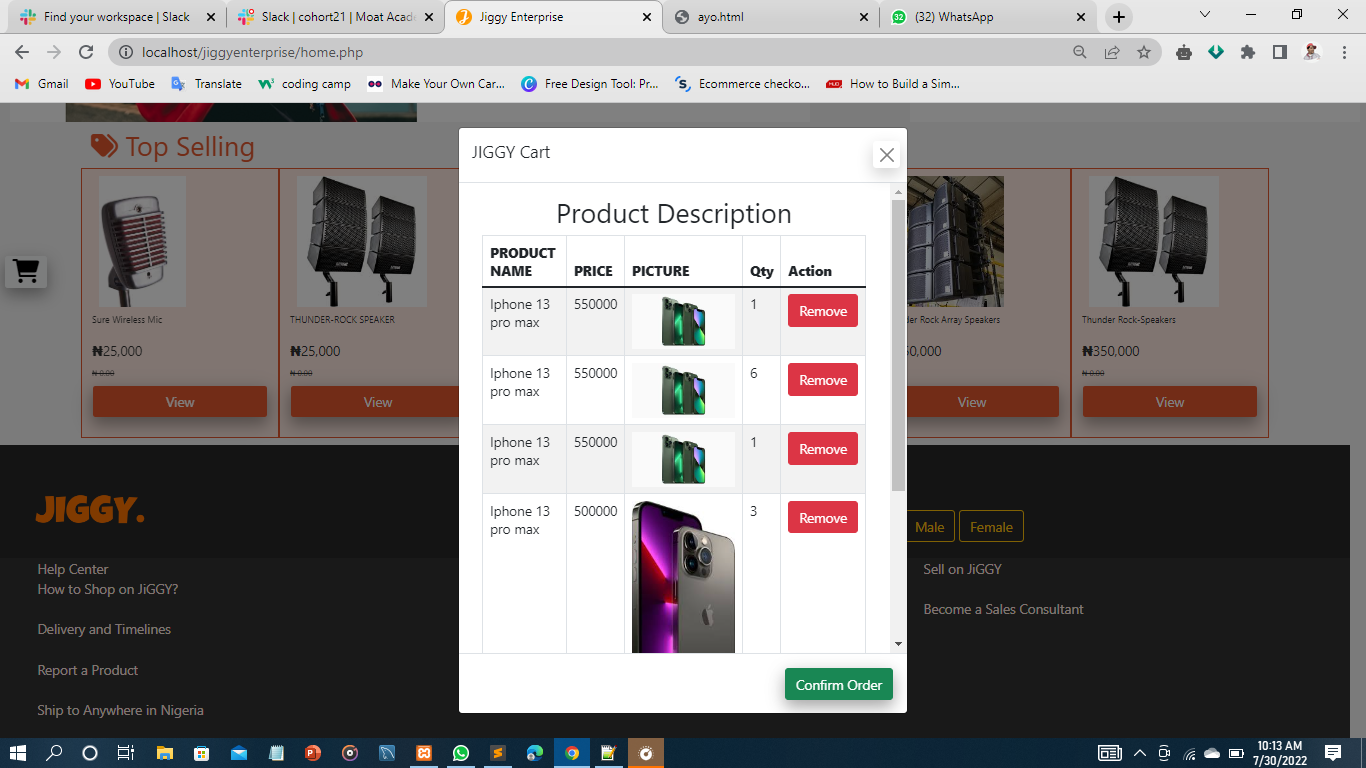 Find your workspace | Slack
Slack | cohort21 | Moat Acade
Jiggy Enterprise
ayo.html
32
(32) WhatsApp
localhost/jiggyenterprise/home.php
Gmail
YouTube
Translate
coding camp
Make Your Own Car...
Free Design Tool: Pr...
Ecommerce checko...
How to Build a Sim...
Top Selling
JIGGY Cart
Product Description
PRODUCT NAME PRICE PICTURE Qty Action
Iphone 13 pro max 550000 1 Remove
Iphone 13 pro max 550000 6 Remove
Iphone 13 pro max 550000 1 Remove
Iphone 13 pro max 500000 3 Remove
Confirm Order
Sure Wireless Mic
₦25,000
₦ 0.00
View
THUNDER-ROCK SPEAKER
₦25,000
₦ 0.00
View
Rock Array Speakers
0,000
View
Thunder Rock-Speakers
₦350,000
₦ 0.00
View
JIGGY.
Male
Female
Help Center
How to Shop on JiGGY?
Delivery and Timelines
Report a Product
Ship to Anywhere in Nigeria
Sell on JiGGY
Become a Sales Consultant
10:13 AM
7/30/2022